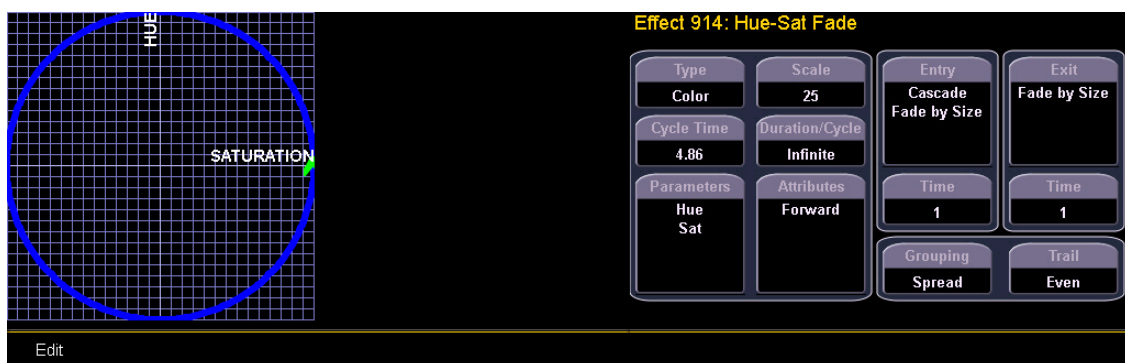 HUE
SATURATION
Effect 914: Hue-Sat Fade
Type
Color
Scale
25
Cycle Time
4.86
Duration/Cycle
Infinite
Parameters
Hue
Sat
Attributes
Forward
Entry
Cascade
Fade by Size
Time
1
Exit
Fade by Size
Time
1
Grouping
Spread
Trail
Even
Edit